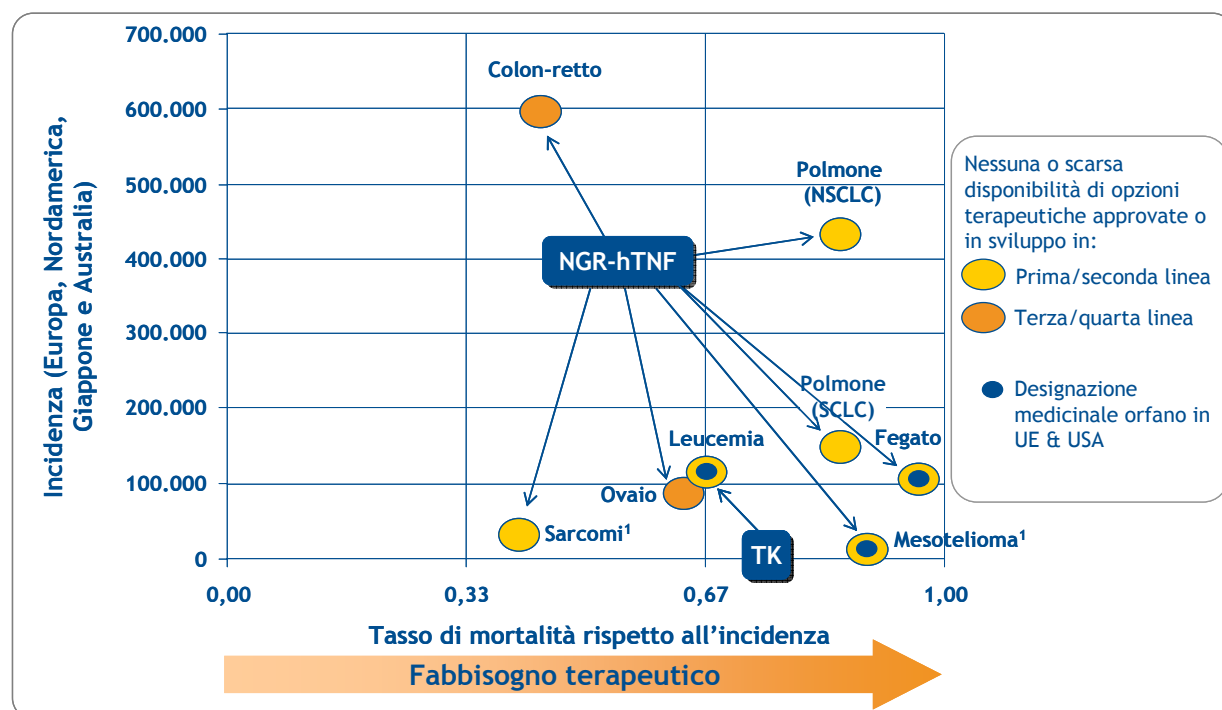 700.000
600.000
500.000
400.000
300.000
200.000
100.000
0
Incidenza (Europa, Nordamerica,
Giappone e Australia)
Colon-retto
Polmone
(NSCLC)
NGR-hTNF
Polmone
(SCLC)
Leucemia
Fegato
Ovaio
Sarcomi¹
TK
Mesotelioma¹
0,00
0,33
0,67
1,00
Tasso di mortalità rispetto all’incidenza
Fabbisogno terapeutico
Nessuna o scarsa
disponibilità di opzioni
terapeutiche approvate o
in sviluppo in:
Prima/seconda linea
Terza/quarta linea
Designazione
medicinale orfano in
UE & USA